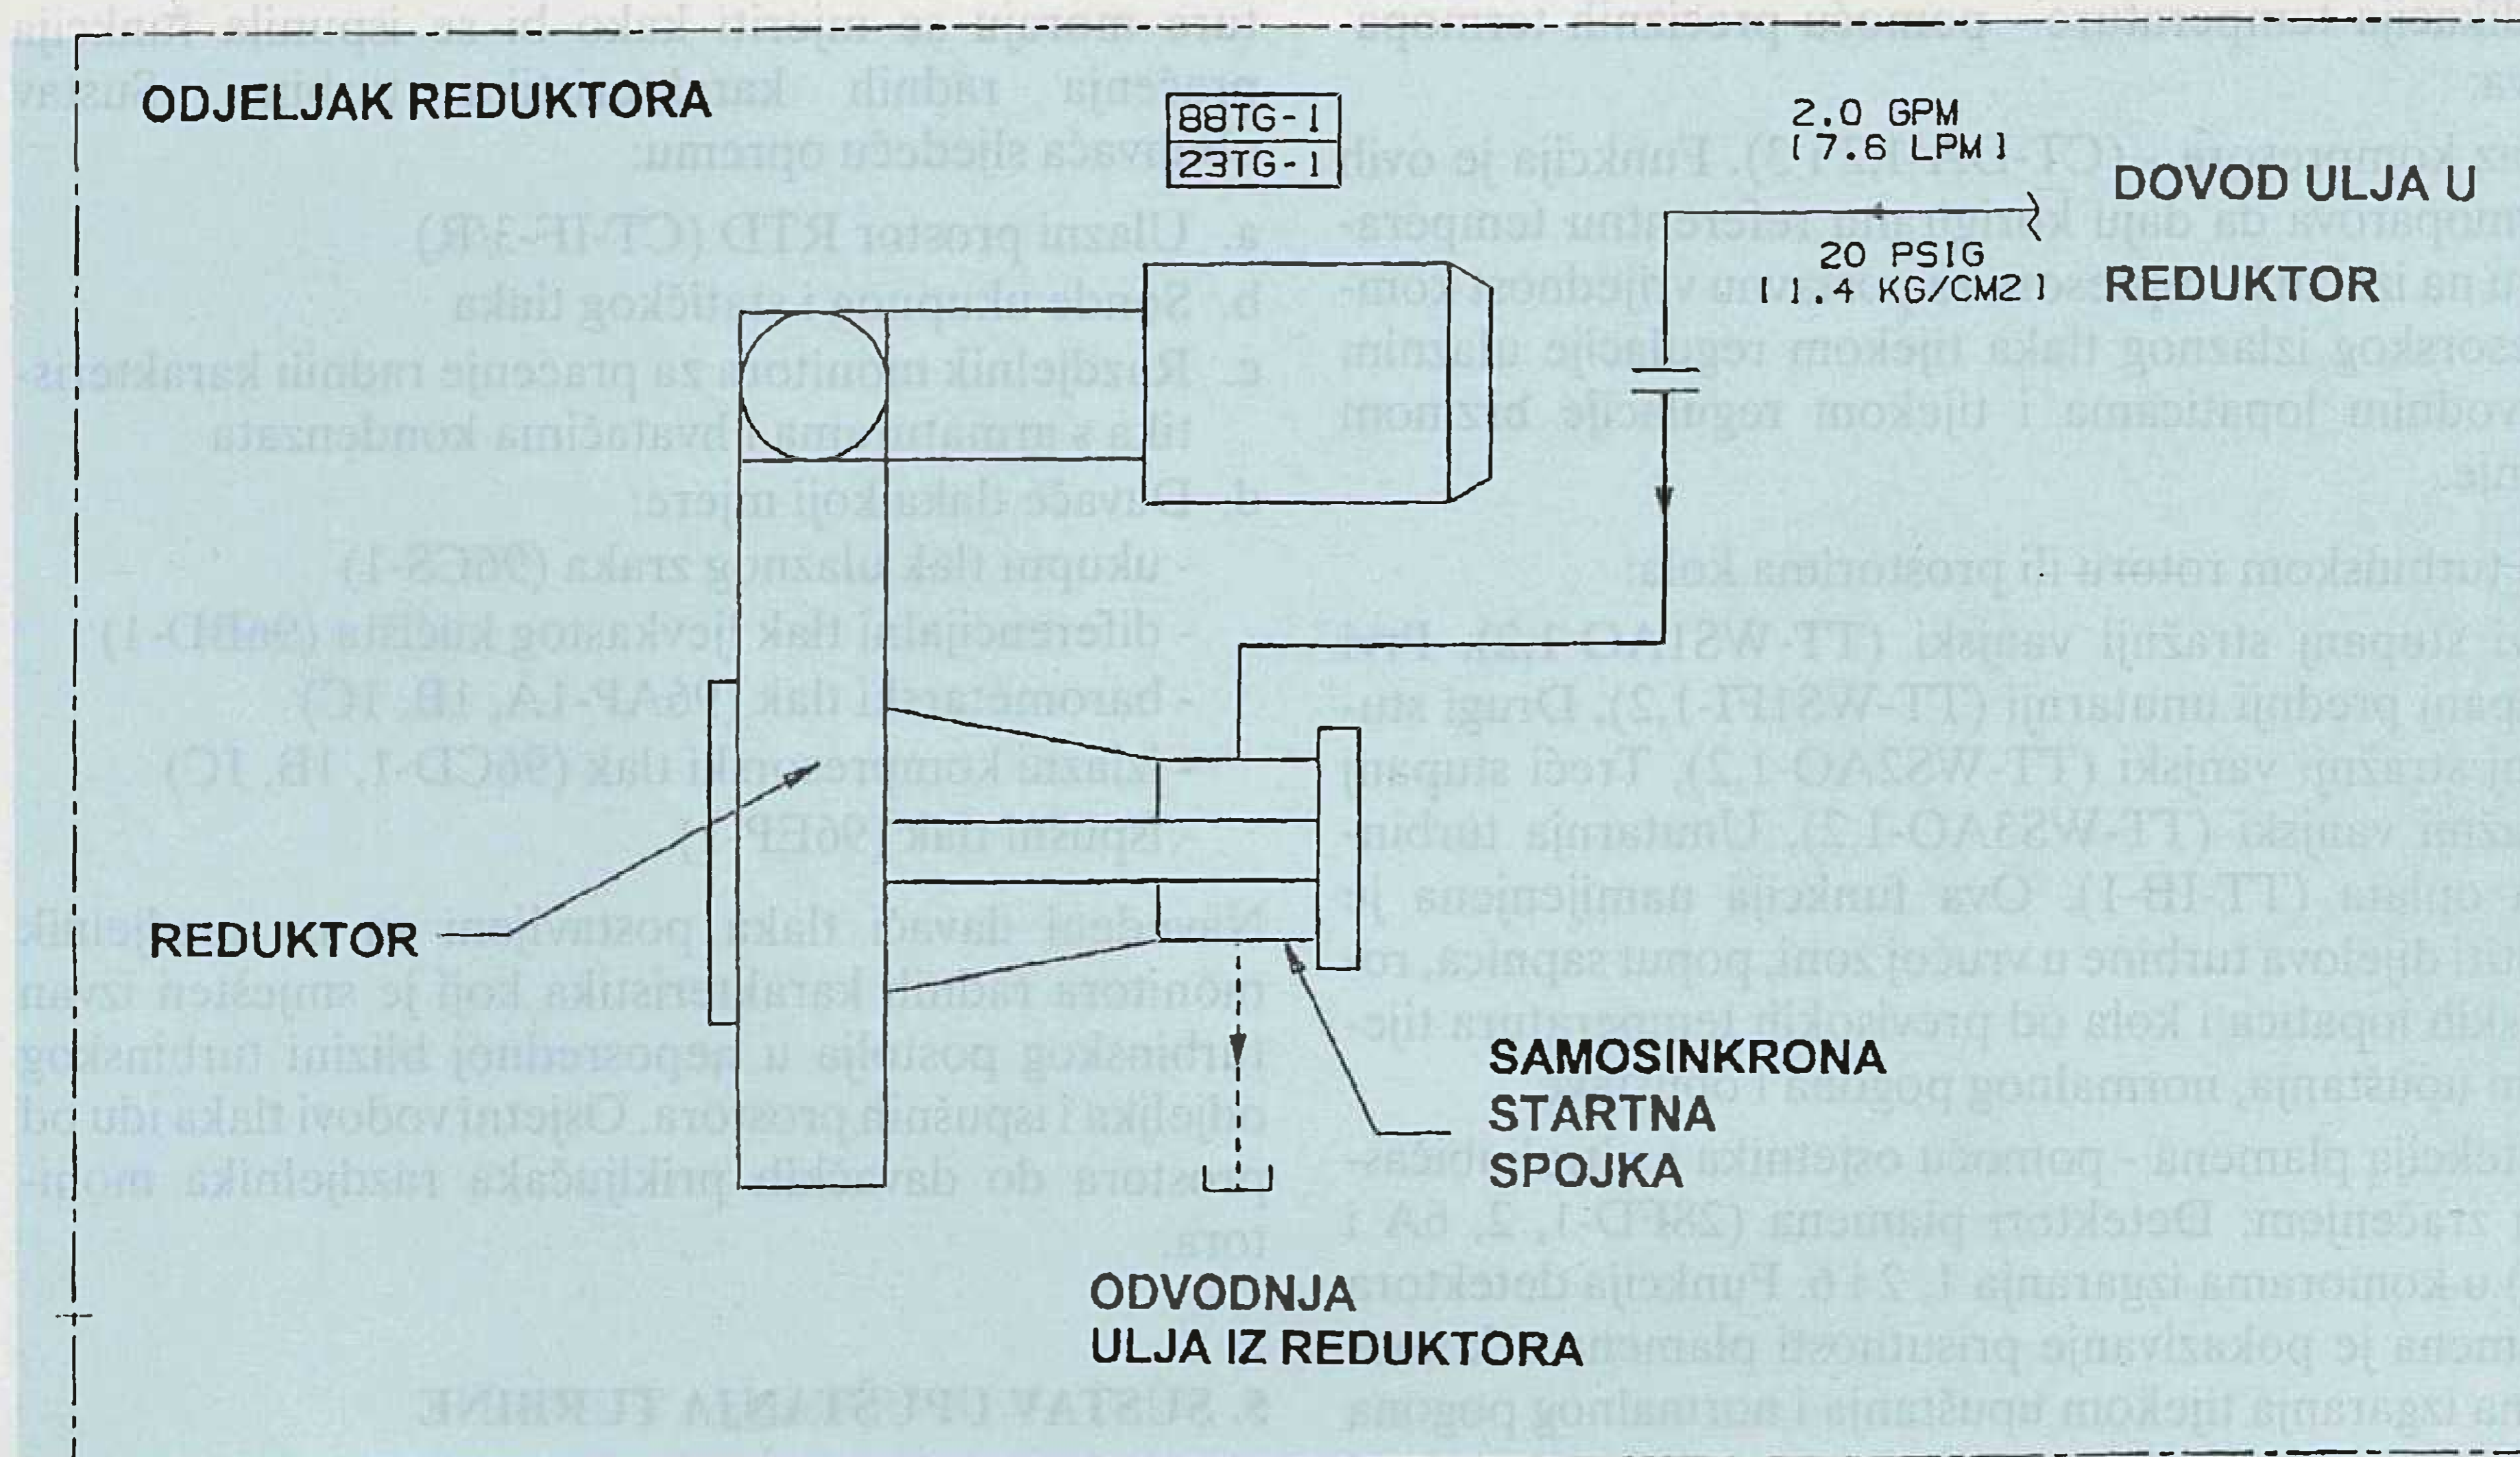 ODJELJAK REDUKTORA
88TG-1
23TG-1
2.0 GPM
[7.6 LPM]
DOVOD ULJA U
20 PSIG
[1.4 KG/CM2]
REDUKTOR
REDUKTOR
SAMOSINKRONA
STARTNA
SPOJKA
ODVODNJA
ULJA IZ REDUKTORA